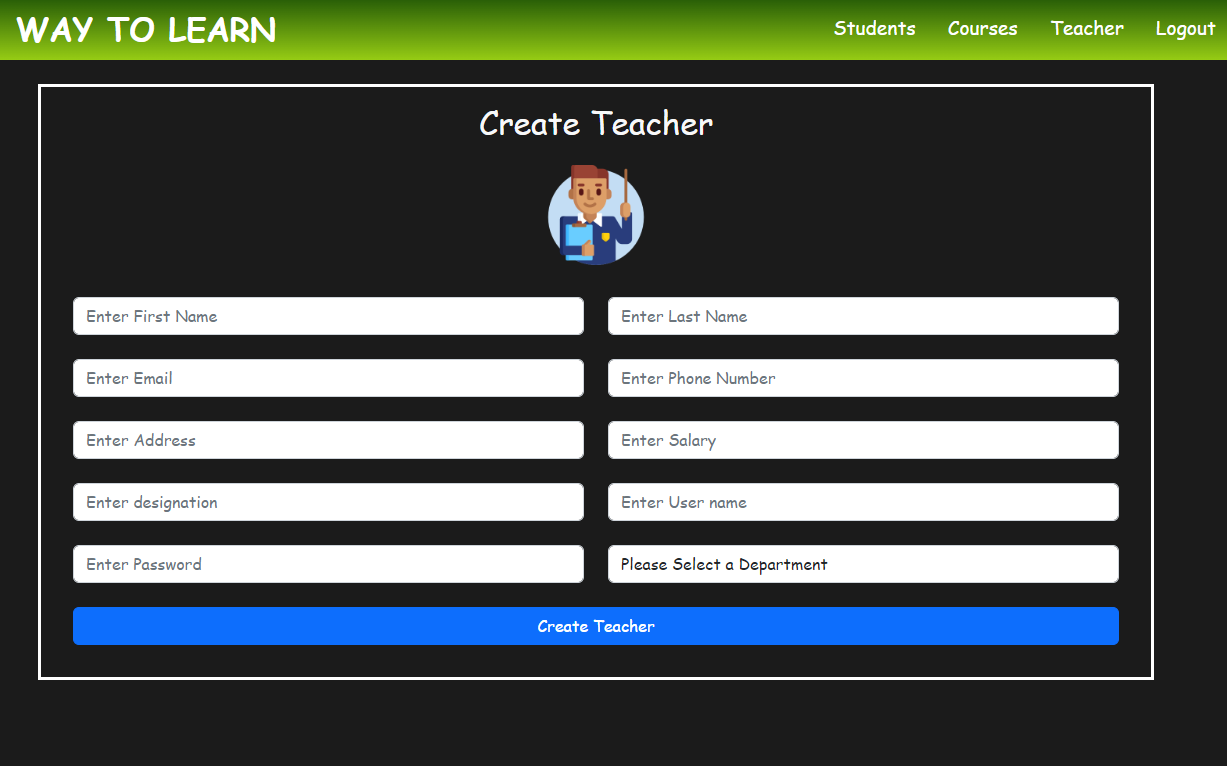 WAY TO LEARN
Students Courses Teacher Logout
Create Teacher
Enter First Name Enter Last Name
Enter Email Enter Phone Number
Enter Address Enter Salary
Enter designation Enter User name
Enter Password Please Select a Department
Create Teacher